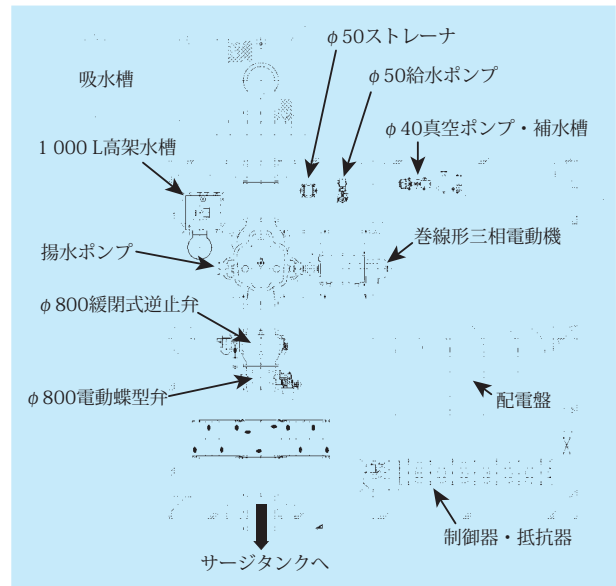 φ50ストレーナ
吸水槽
φ50給水ポンプ
φ40真空ポンプ・補水槽
1 000 L高架水槽
揚水ポンプ
巻線形三相電動機
φ800緩閉式逆止弁
φ800電動蝶型弁
配電盤
制御器・抵抗器
サージタンクへ